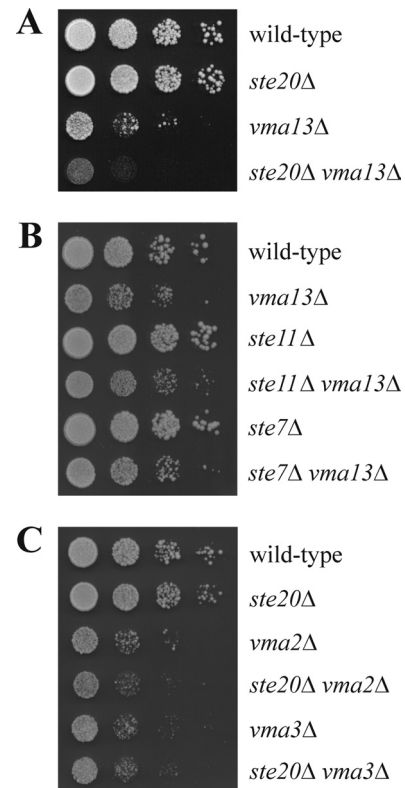 A
wild-type
ste20Δ
vma13Δ
ste20Δ vma13Δ
B
wild-type
vma13Δ
ste11Δ
ste11Δ vma13Δ
ste7Δ
ste7Δ vma13Δ
C
wild-type
ste20Δ
vma2Δ
ste20Δ vma2Δ
vma3Δ
ste20Δ vma3Δ